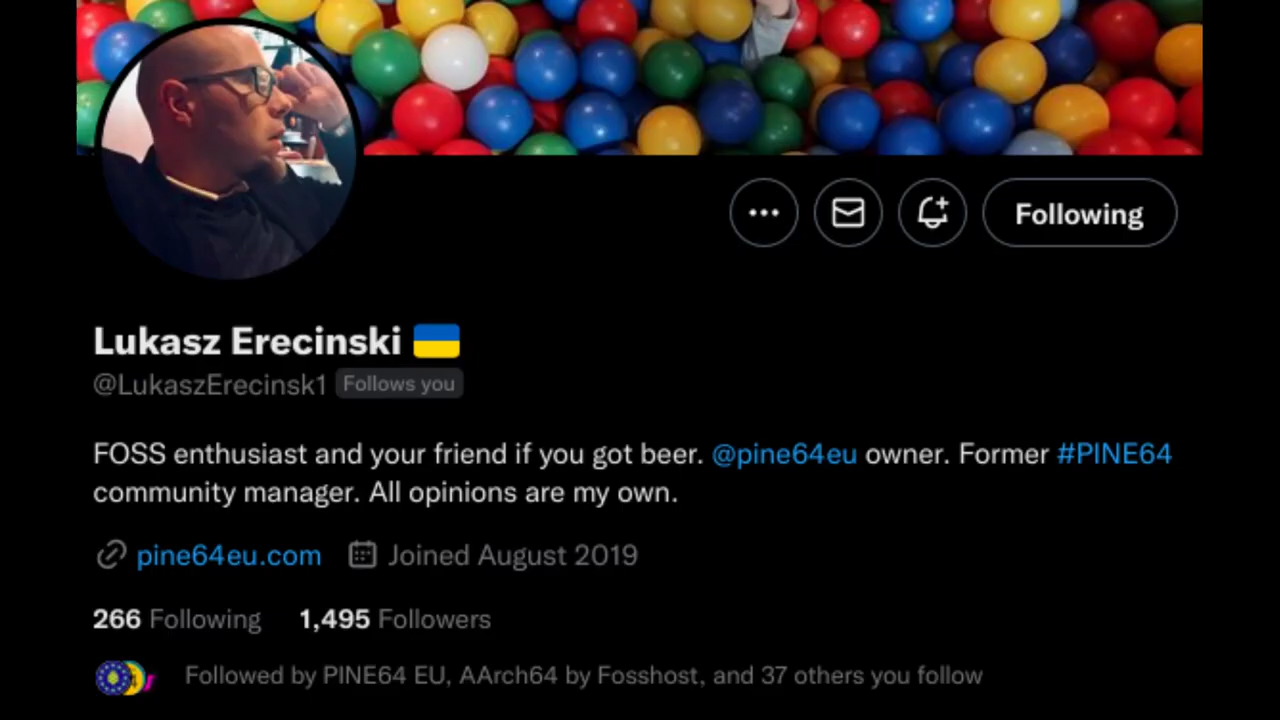 Following
Lukasz Erecinski 🇺🇦
@LukaszErecinsk1 Follows you
FOSS enthusiast and your friend if you got beer. @pine64eu owner. Former #PINE64
community manager. All opinions are my own.
pine64eu.com Joined August 2019
266 Following 1,495 Followers
Followed by PINE64 EU, AArch64 by Fosshost, and 37 others you follow